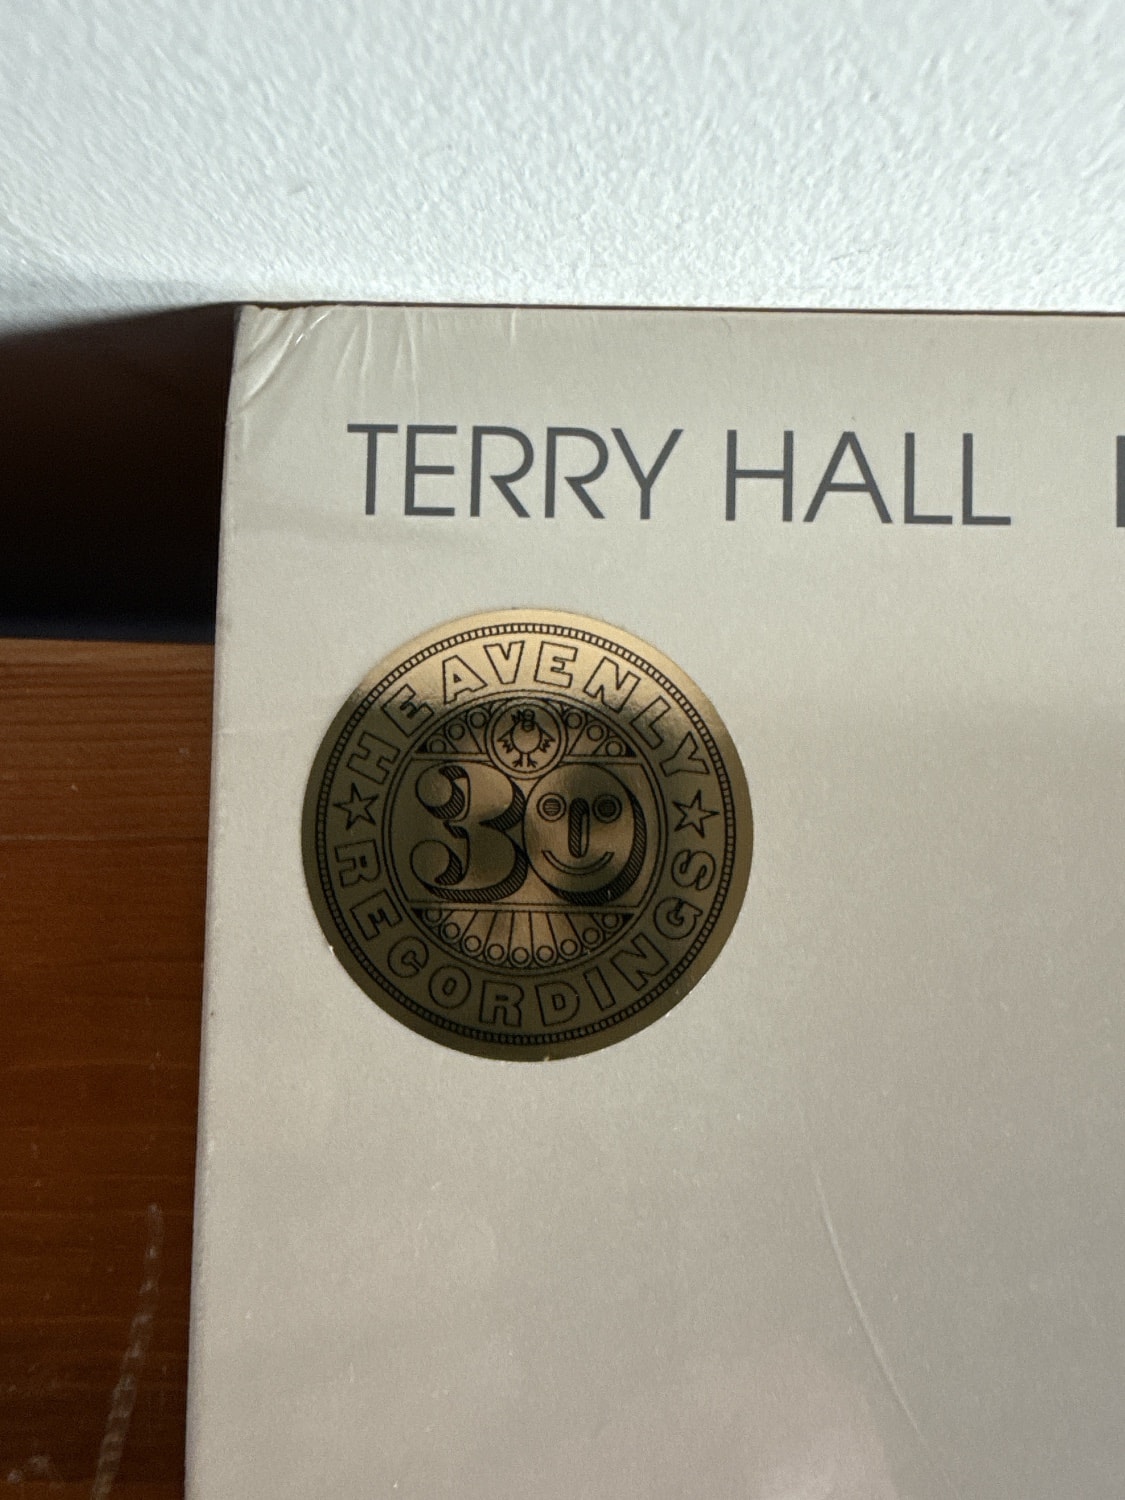 TERRY HALL
HEAVENLY
30
RECORDINGS